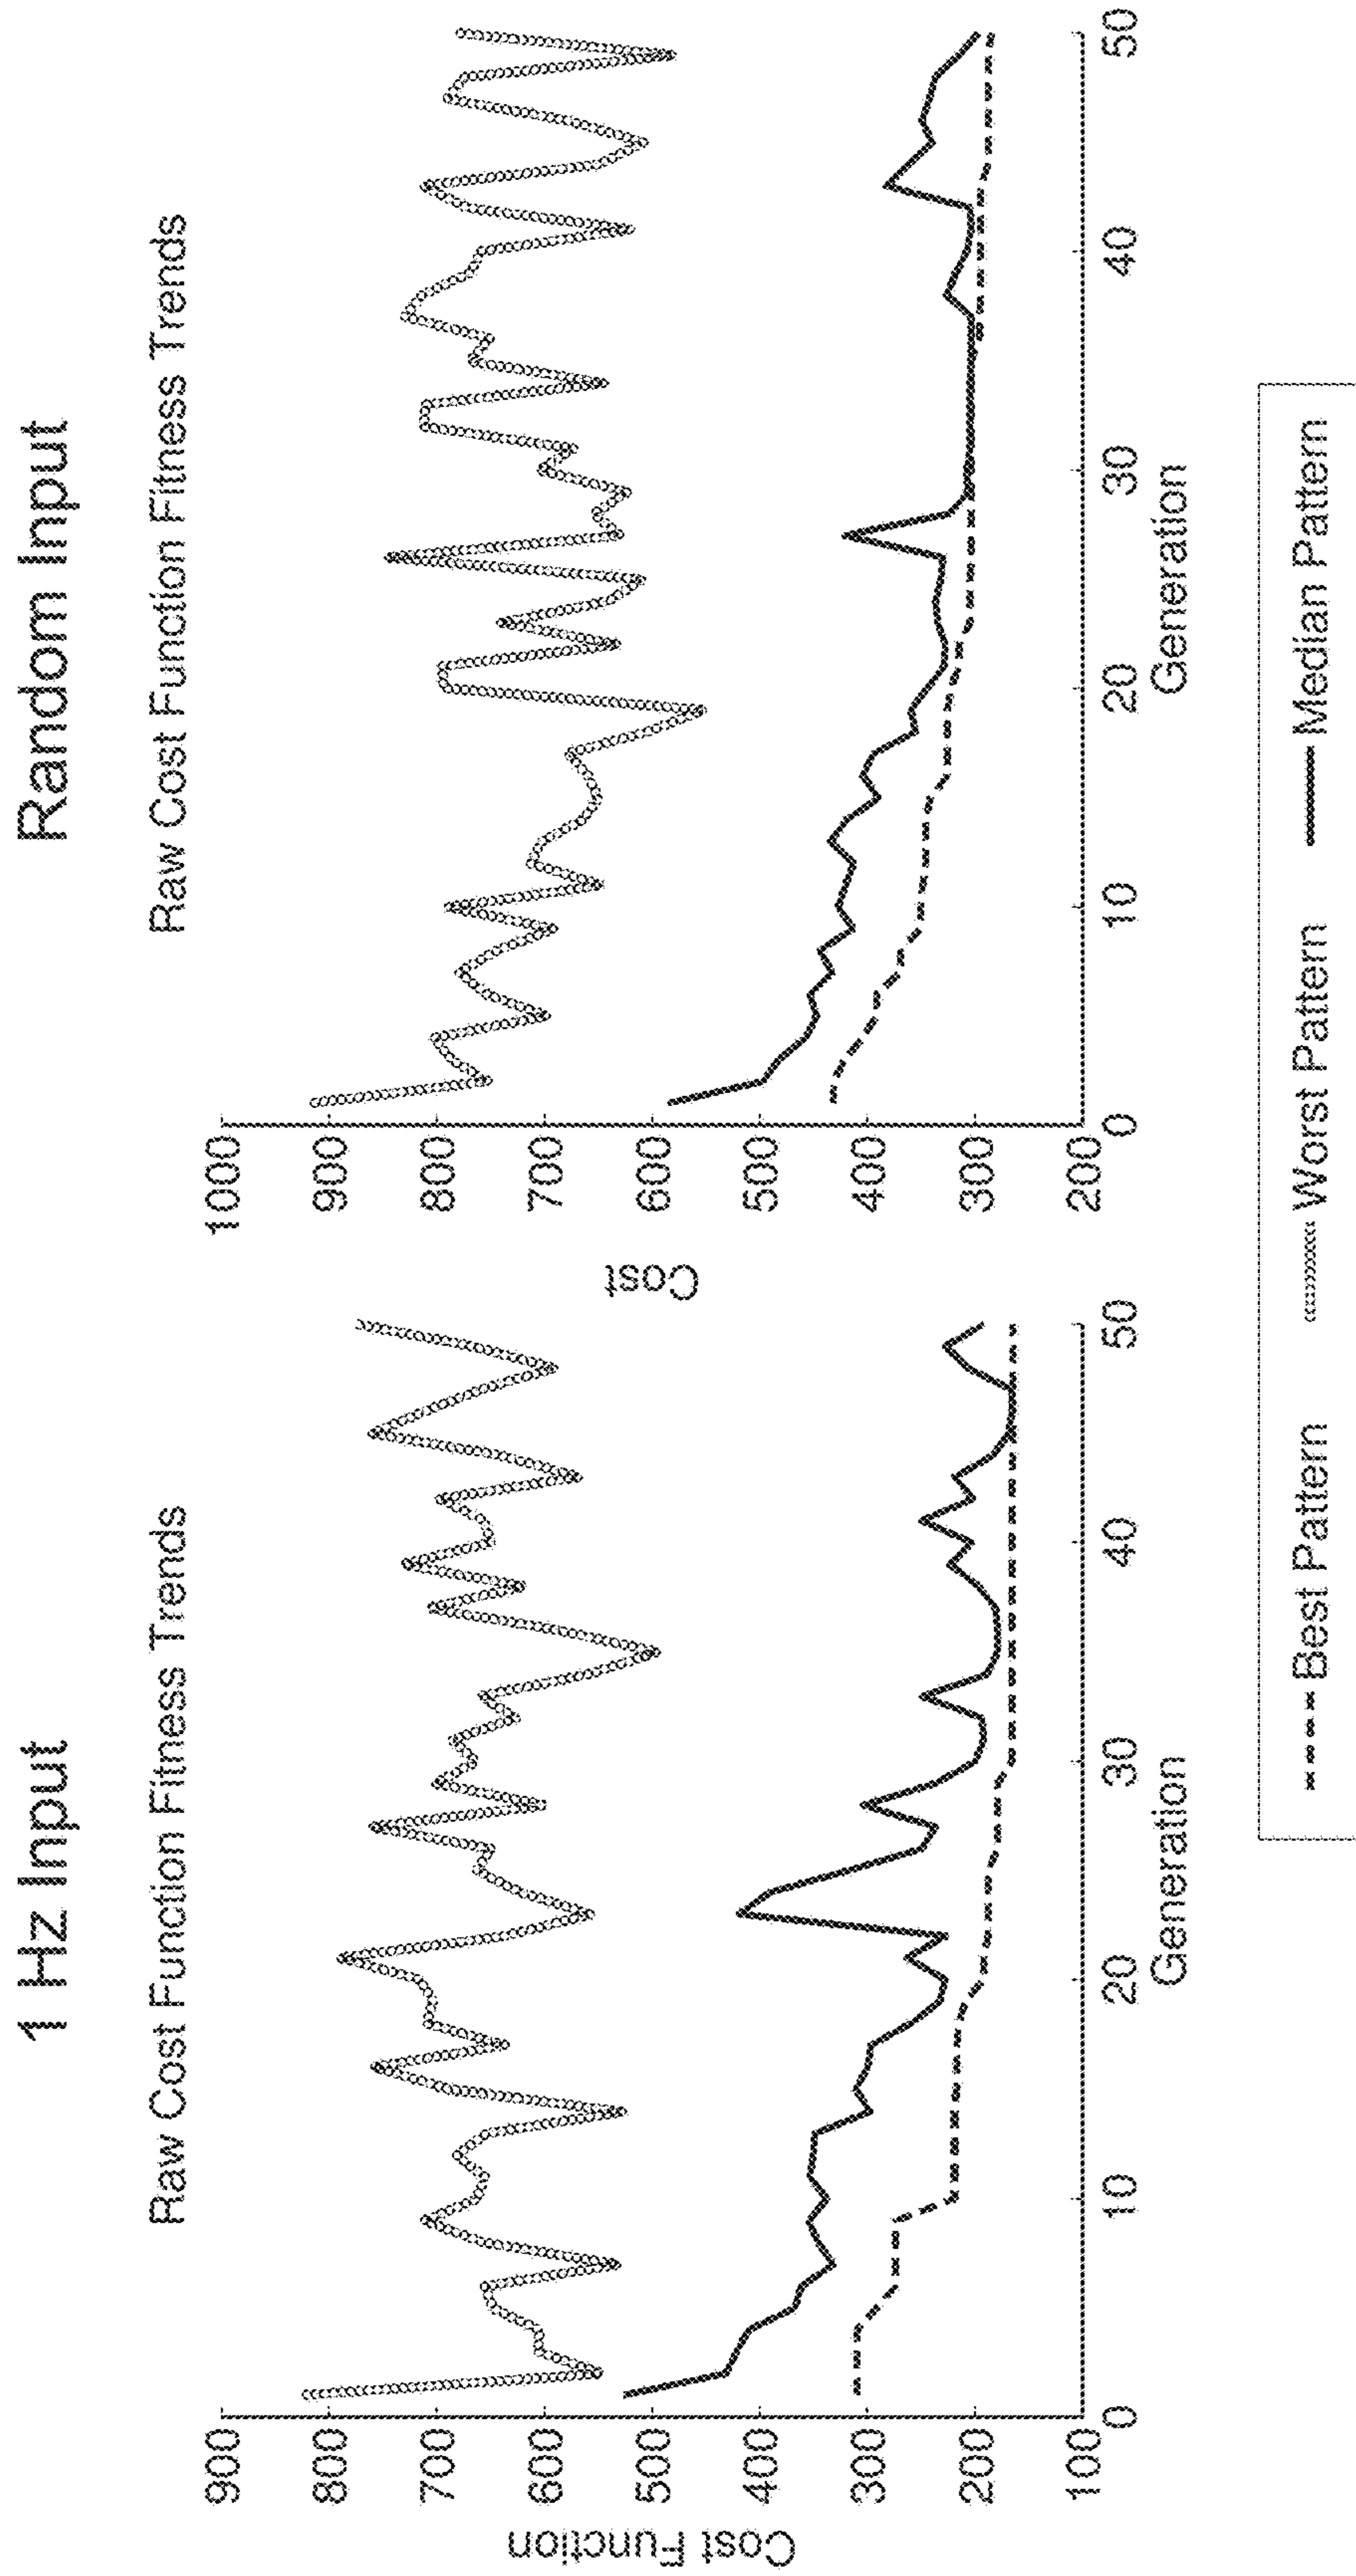 1 Hz Input
Raw Cost Function Fitness Trends
Cost Function
900
800
700
600
500
400
300
200
100
0
10
20
30
40
50
Generation
Random Input
Raw Cost Function Fitness Trends
Cost
1000
900
800
700
600
500
400
300
200
0
10
20
30
40
50
Generation
Best Pattern
Worst Pattern
Median Pattern